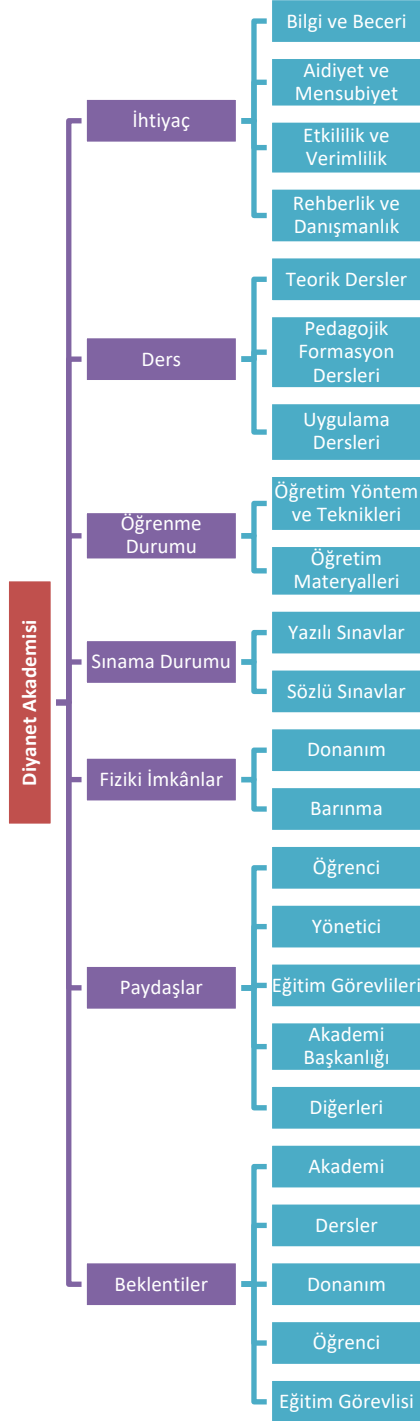 Diyanet Akademisi
İhtiyaç
Bilgi ve Beceri
Aidiyet ve
Mensubiyet
Etkililik ve
Verimlilik
Rehberlik ve
Danışmanlık
Ders
Teorik Dersler
Pedagojik
Formasyon
Dersleri
Uygulama
Dersleri
Öğrenme
Durumu
Öğretim Yöntem
ve Teknikleri
Öğretim
Materyalleri
Sınama Durumu
Yazılı Sınavlar
Sözlü Sınavlar
Fiziki İmkânlar
Donanım
Barınma
Paydaşlar
Öğrenci
Yönetici
Eğitim Görevlileri
Akademi
Başkanlığı
Diğerleri
Beklentiler
Akademi
Dersler
Donanım
Öğrenci
Eğitim Görevlisi